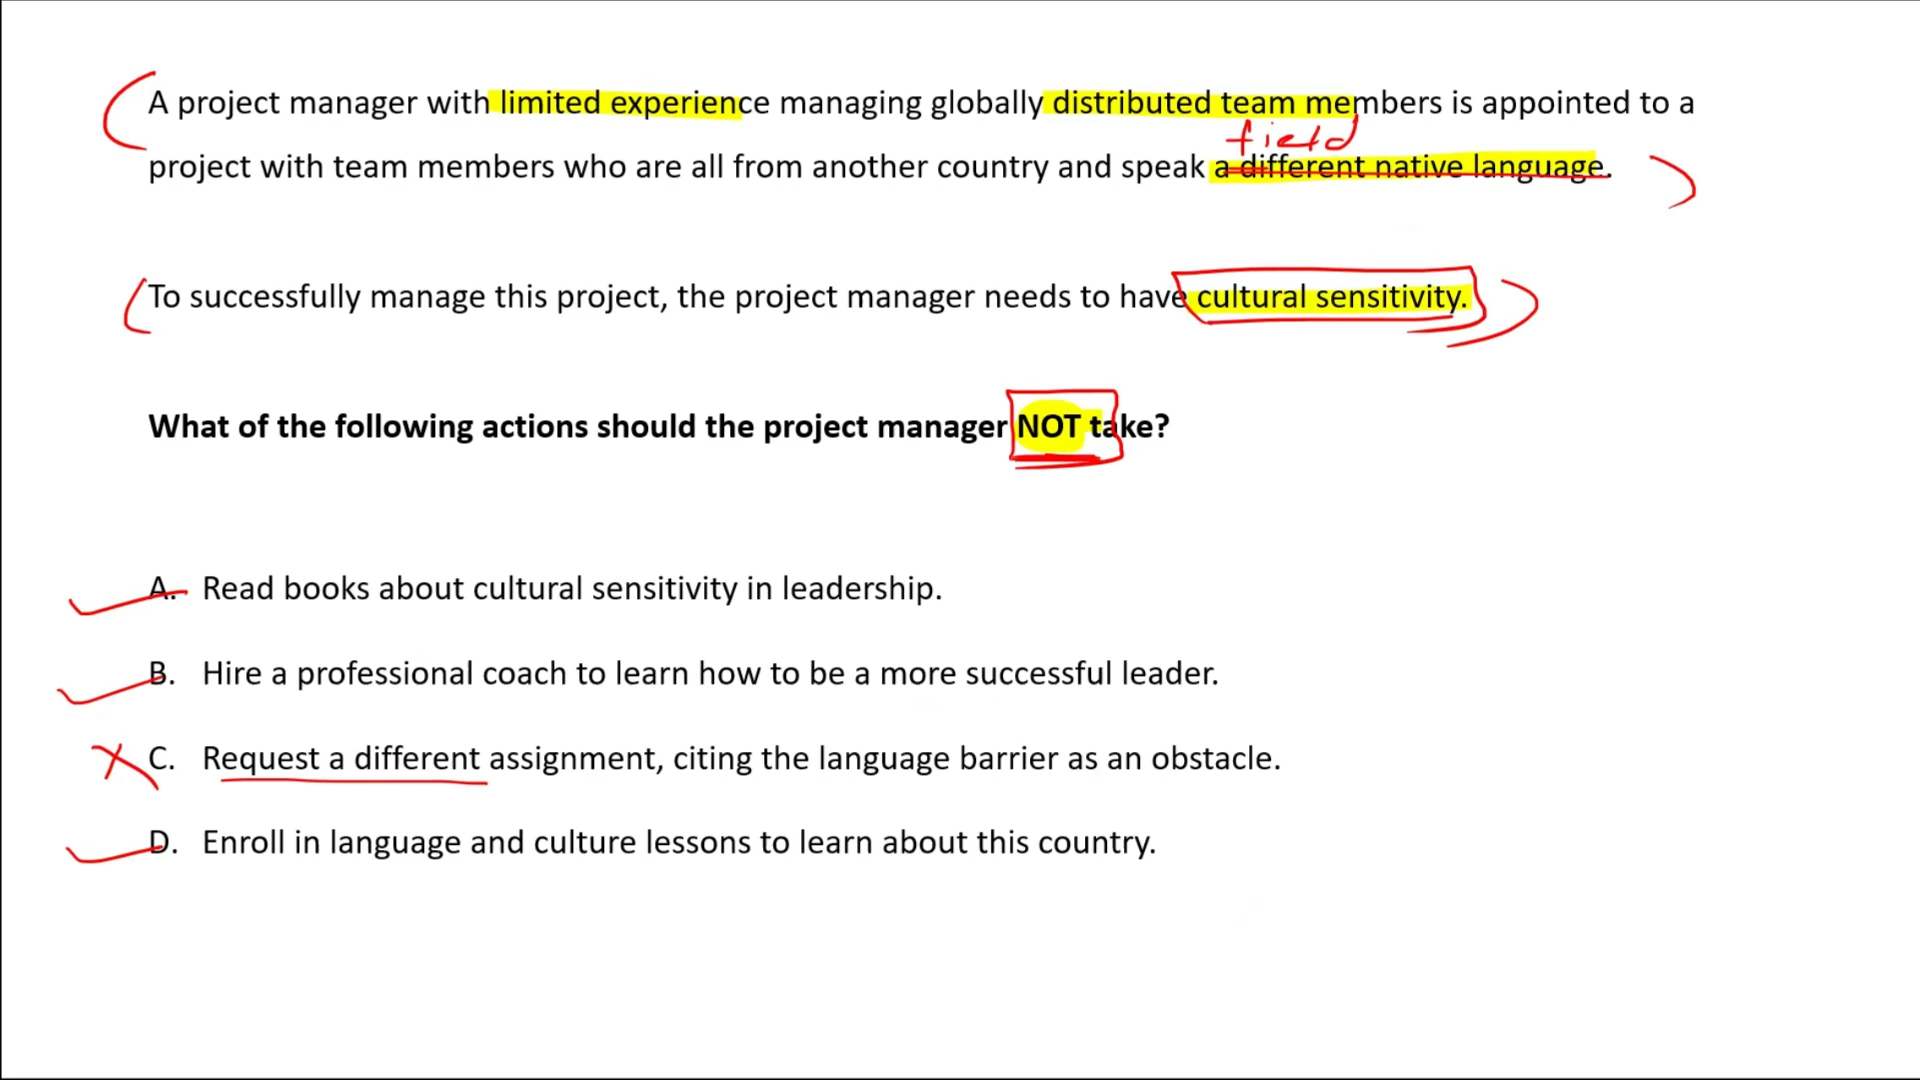 A project manager with limited experience managing globally distributed team members is appointed to a
field
project with team members who are all from another country and speak a different native language.
To successfully manage this project, the project manager needs to have cultural sensitivity.
What of the following actions should the project manager NOT take?
A. Read books about cultural sensitivity in leadership.
B. Hire a professional coach to learn how to be a more successful leader.
C. Request a different assignment, citing the language barrier as an obstacle.
D. Enroll in language and culture lessons to learn about this country.